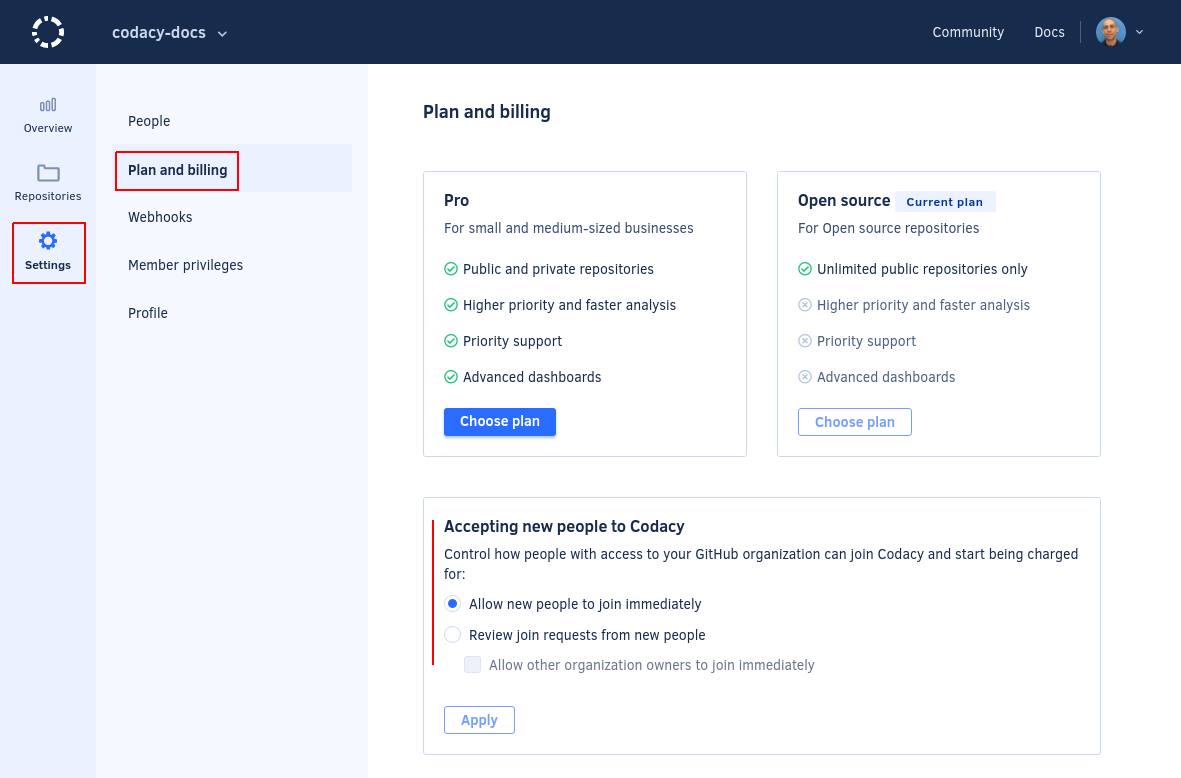 codacy-docs
Community
Docs
Overview
Repositories
Settings
People
Plan and billing
Webhooks
Member privileges
Profile
Plan and billing
Pro
For small and medium-sized businesses
Public and private repositories
Higher priority and faster analysis
Priority support
Advanced dashboards
Choose plan
Open source Current plan
For Open source repositories
Unlimited public repositories only
Higher priority and faster analysis
Priority support
Advanced dashboards
Choose plan
Accepting new people to Codacy
Control how people with access to your GitHub organization can join Codacy and start being charged
for:
Allow new people to join immediately
Review join requests from new people
Allow other organization owners to join immediately
Apply